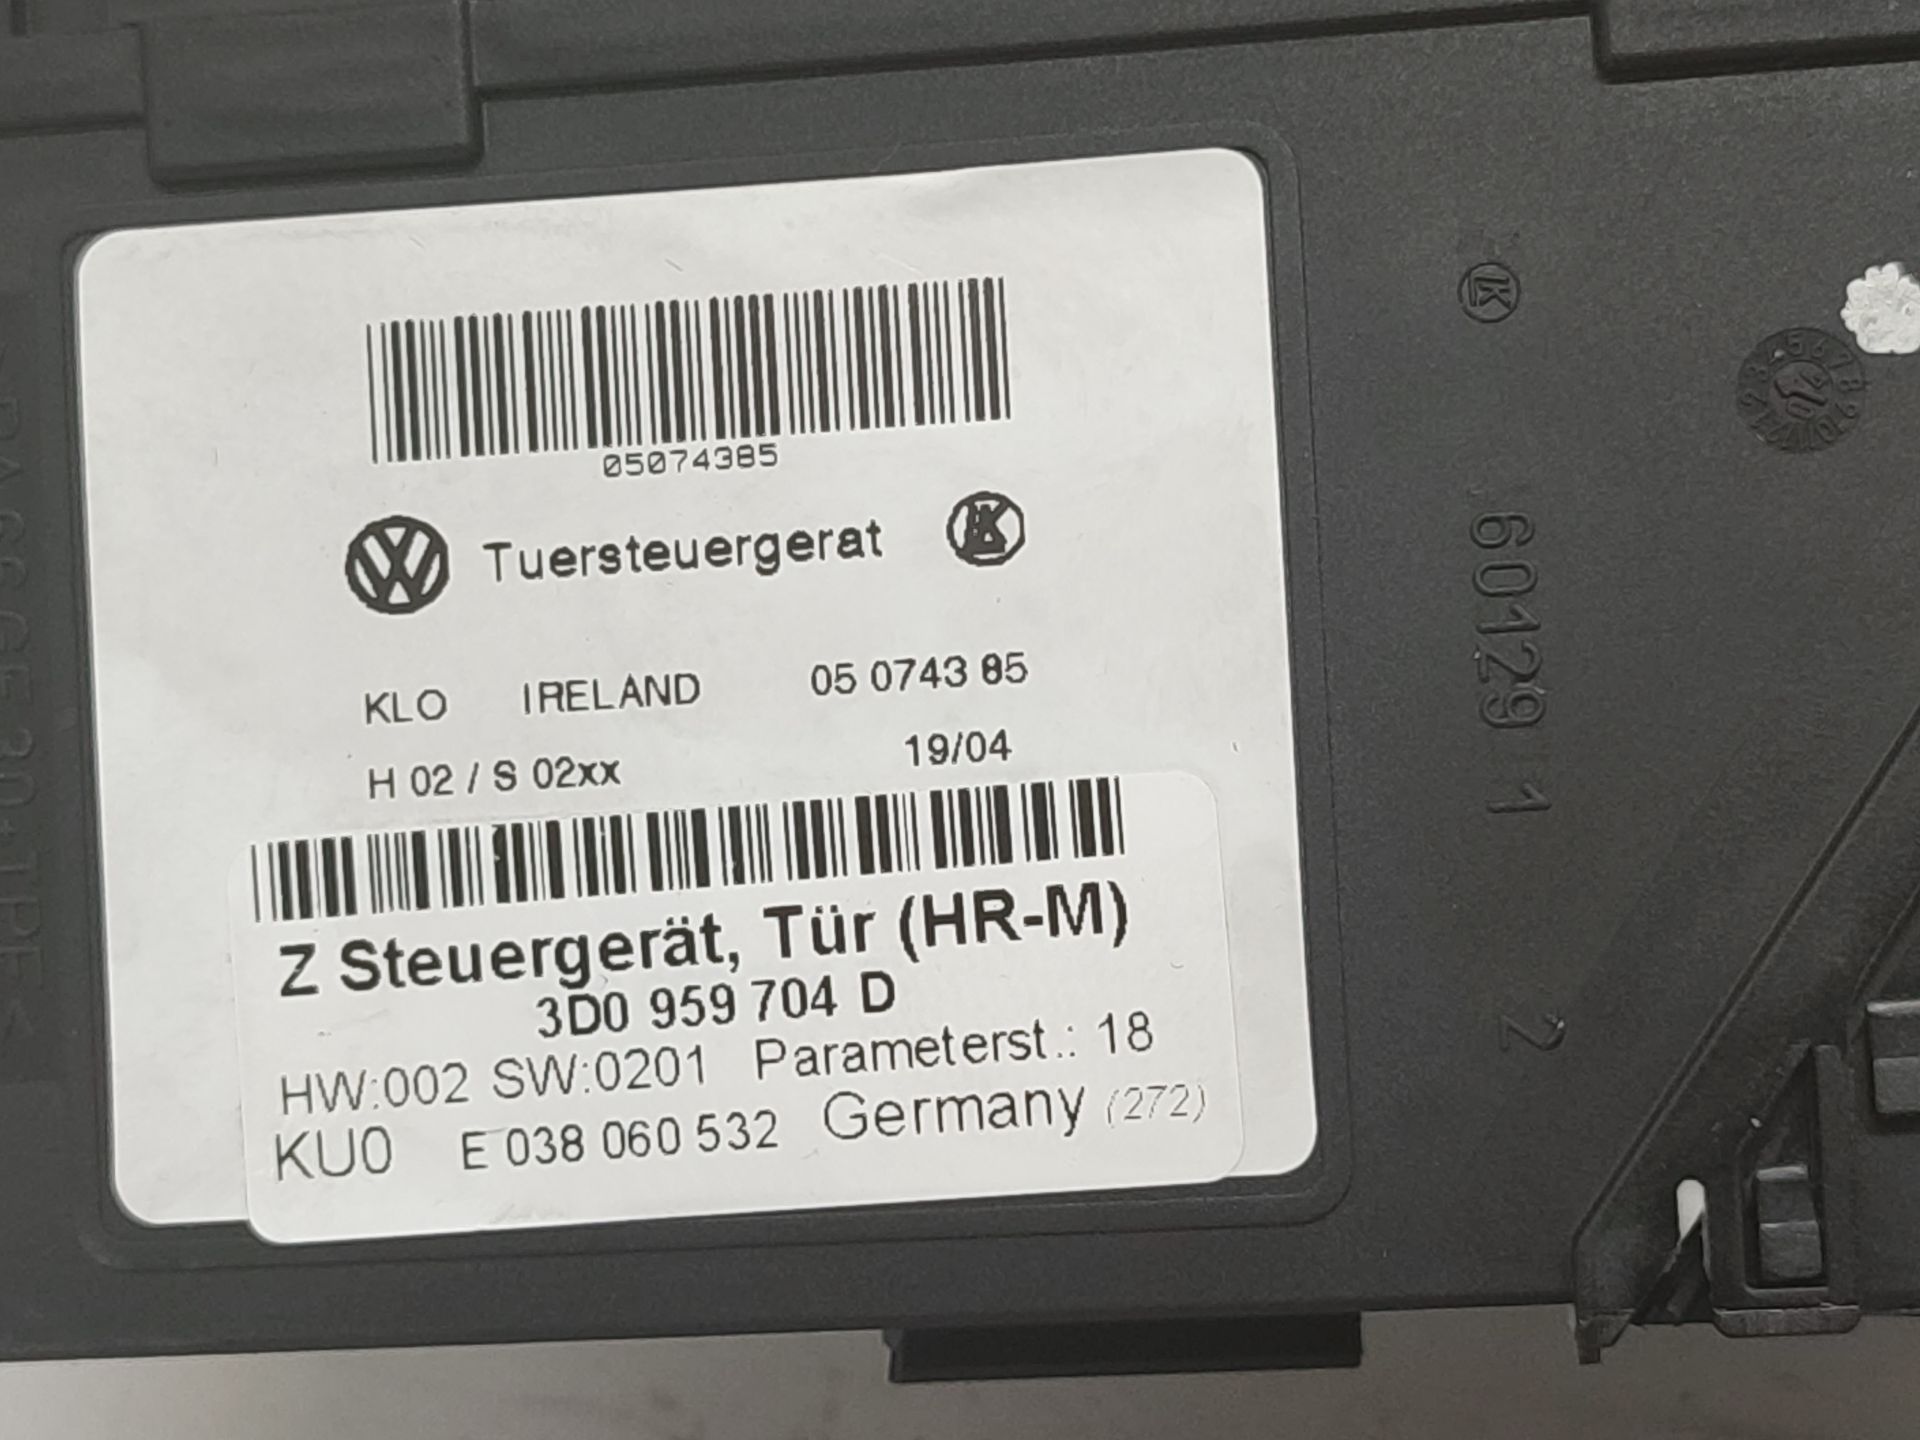 05074385
Tuersteuergerat
KLO IRELAND 05 0743 85
H 02 / S 02xx 19/04
Z Steuergerät, Tür (HR-M)
3D0 959 704 D
HW:002 SW:0201 Parameterst.: 18
KU0 E 038 060 532 Germany (272)
60129 1
2